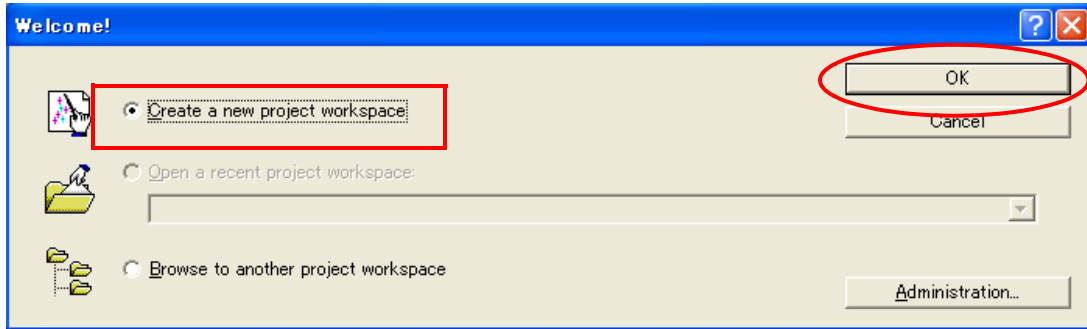 Welcome!
OK
Create a new project workspace
Cancel
Open a recent project workspace:
Browse to another project workspace
Administration...